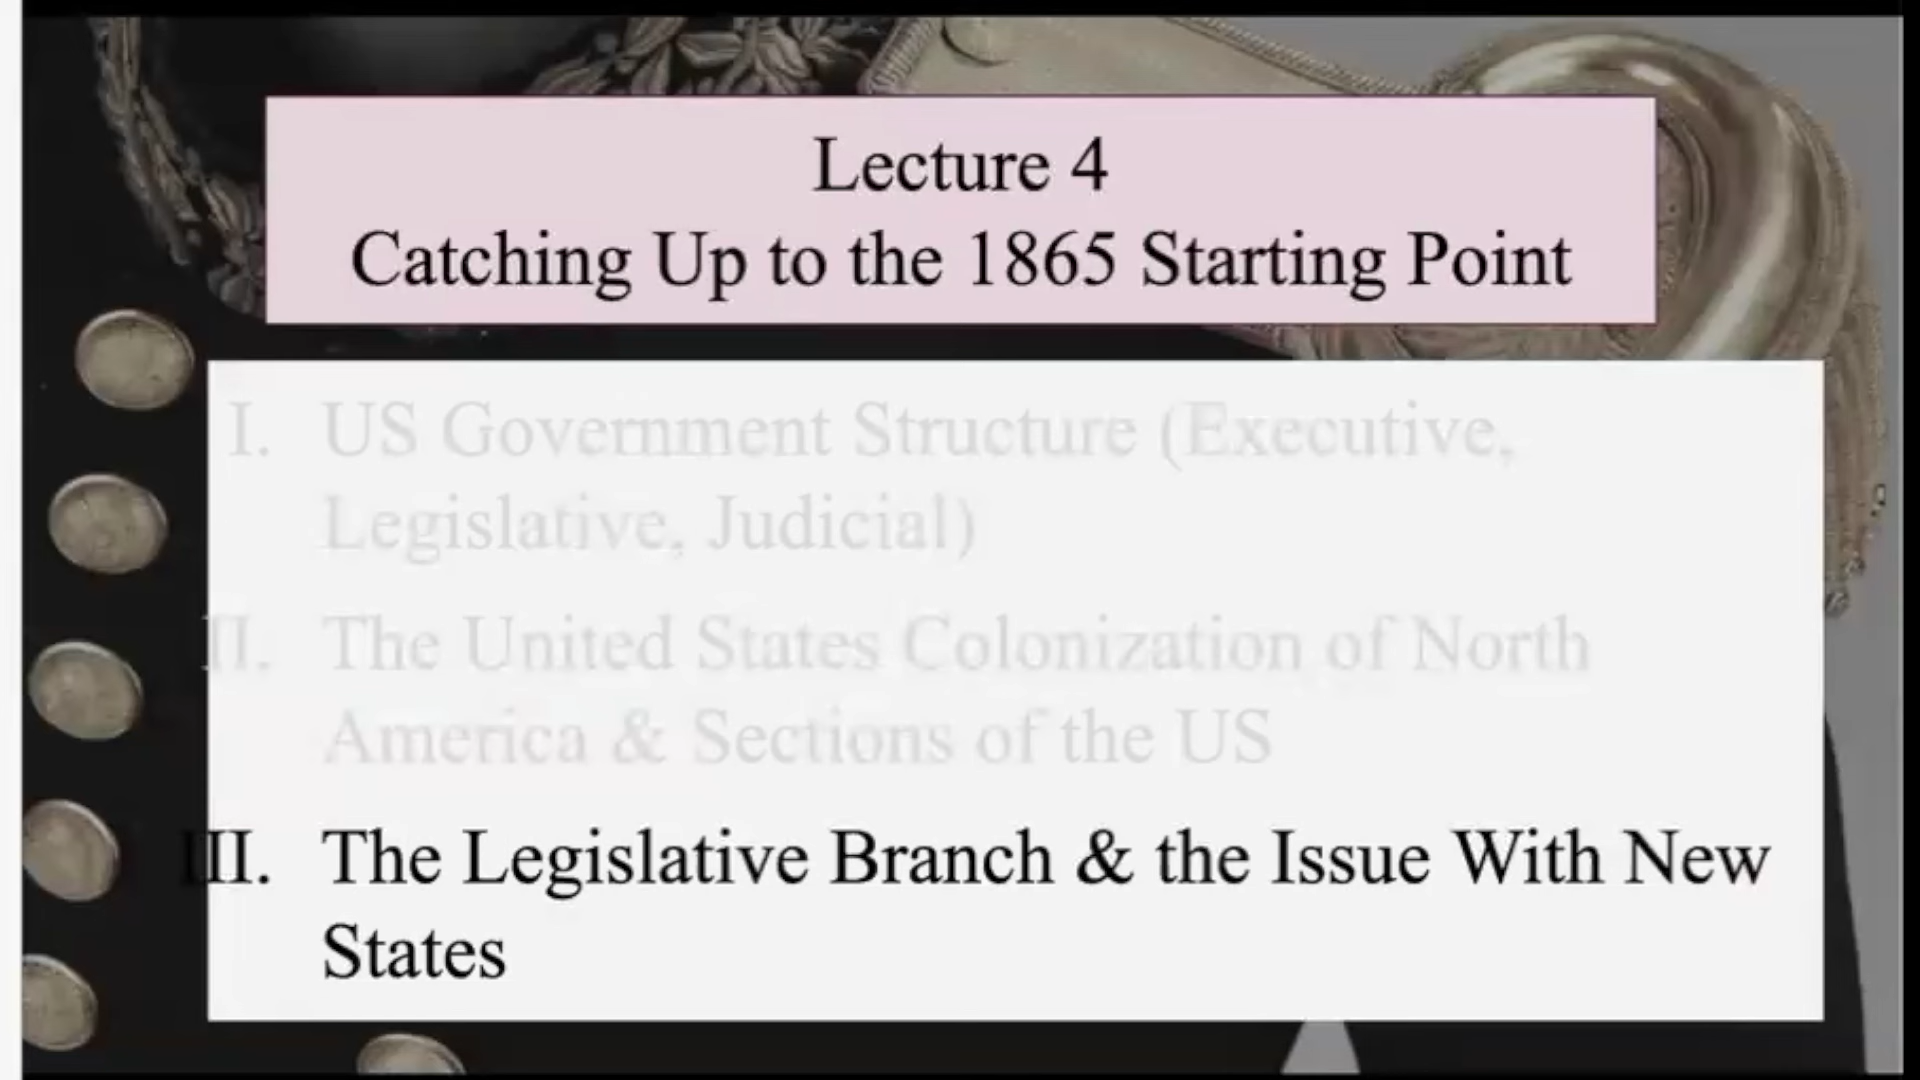 Lecture 4
Catching Up to the 1865 Starting Point
I. US Government Structure (Executive,
Legislative, Judicial)
II. The United States Colonization of North
America & Sections of the US
III. The Legislative Branch & the Issue With New
States